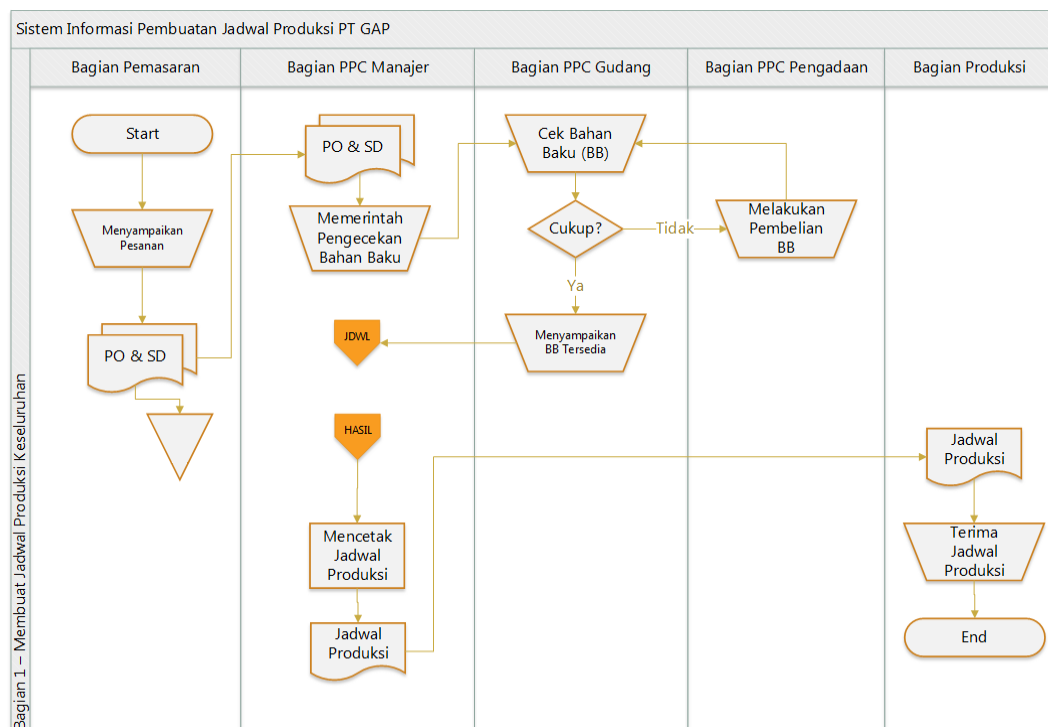 Sistem Informasi Pembuatan Jadwal Produksi PT GAP
Bagian 1 – Membuat Jadwal Produksi Keseluruhan
Bagian Pemasaran
Bagian PPC Manajer
Bagian PPC Gudang
Bagian PPC Pengadaan
Bagian Produksi
Start
Menyampaikan
Pesanan
PO & SD
PO & SD
Memerintah
Pengecekan
Bahan Baku
Cek Bahan
Baku (BB)
Cukup?
Tidak
Melakukan
Pembelian
BB
Ya
Menyampaikan
BB Tersedia
JDWL
HASIL
Mencetak
Jadwal
Produksi
Jadwal
Produksi
Jadwal
Produksi
Terima
Jadwal
Produksi
End